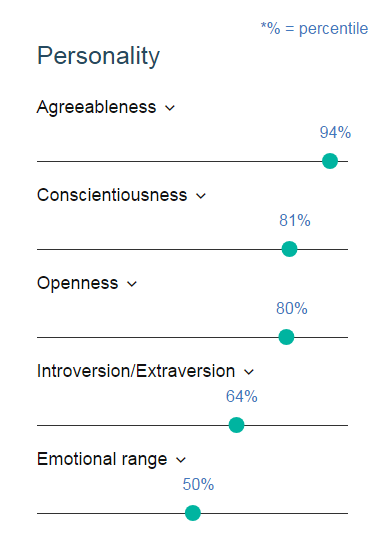 *% = percentile
Personality
Agreeableness
94%
Conscientiousness
81%
Openness
80%
Introversion/Extraversion
64%
Emotional range
50%